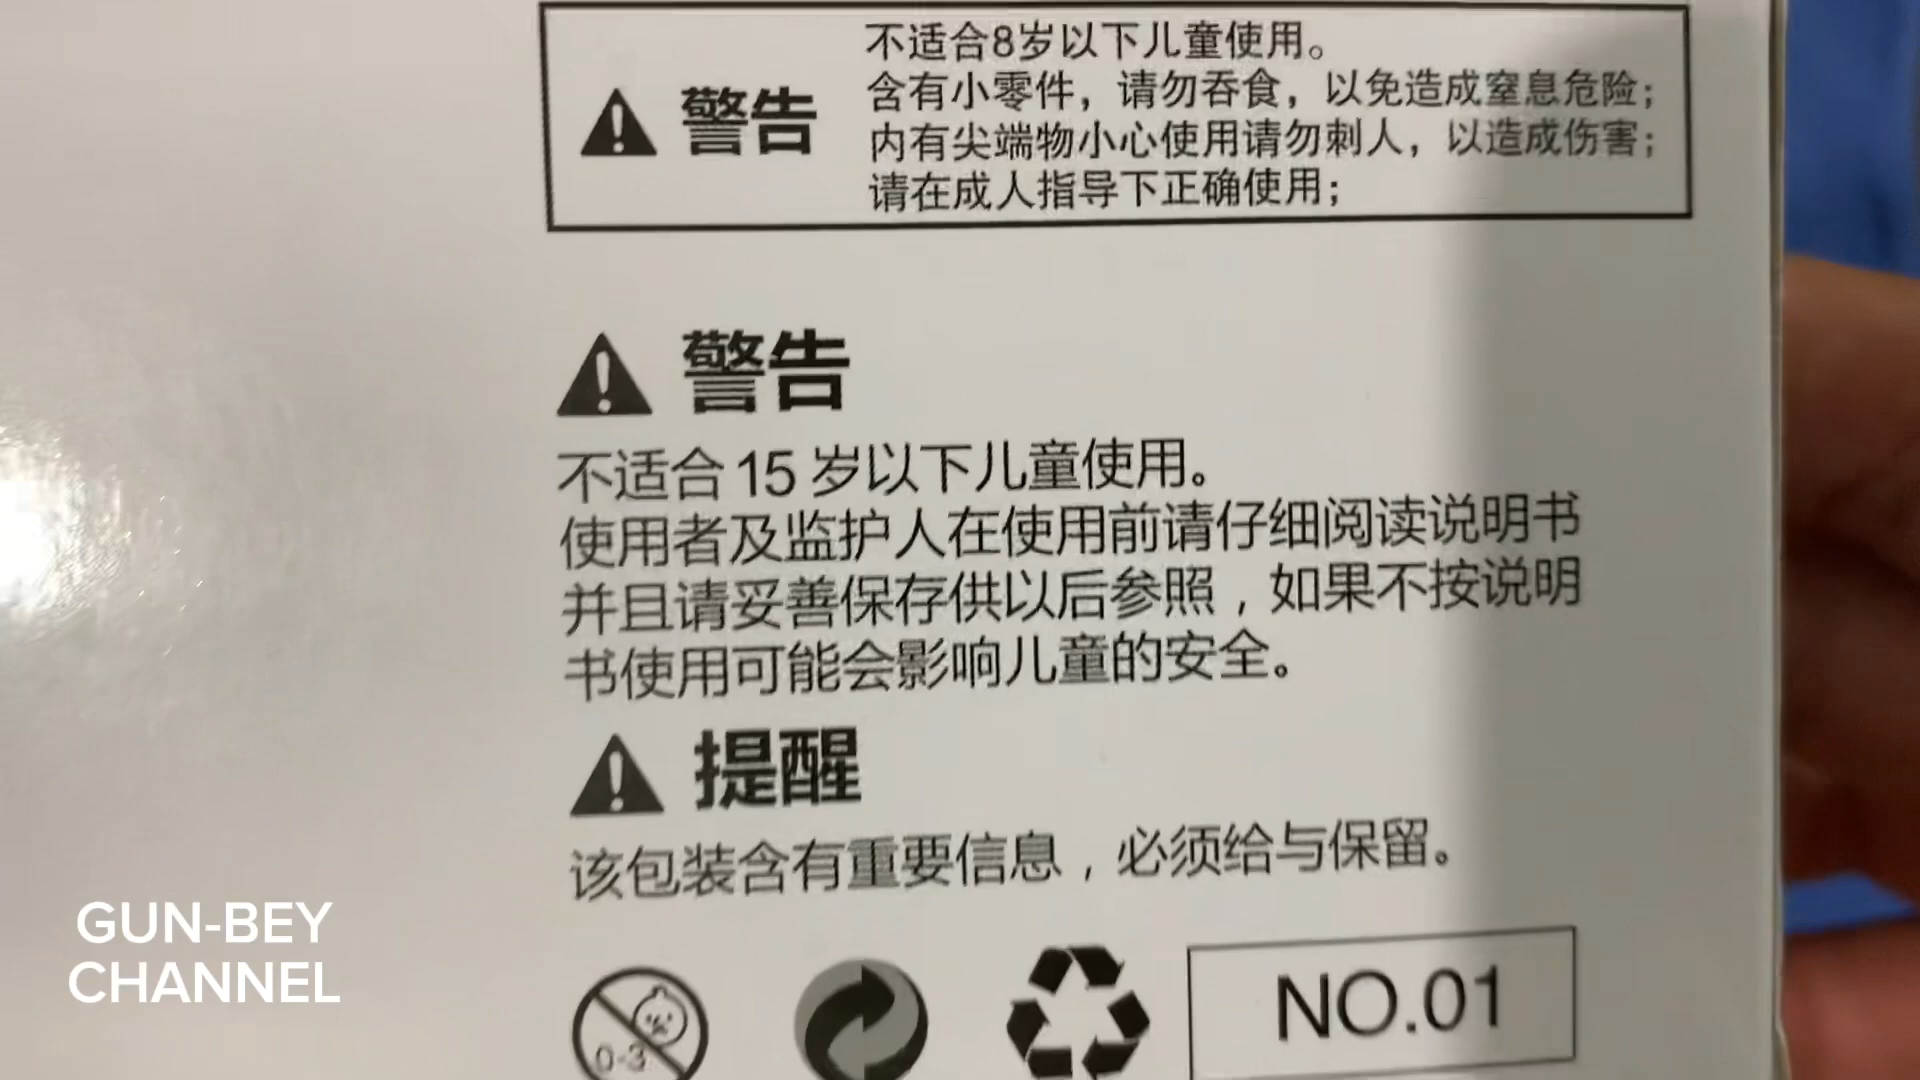 不适合8岁以下儿童使用。
警告
含有小零件，请勿吞食，以免造成窒息危险；
内有尖端物小心使用请勿刺人，以造成伤害；
请在成人指导下正确使用；
警告
不适合15岁以下儿童使用。
使用者及监护人在使用前请仔细阅读说明书
并且请妥善保存供以后参照，如果不按说明
书使用可能会影响儿童的安全。
提醒
该包装含有重要信息，必须给与保留。
GUN-BEY
CHANNEL
0-3
NO.01